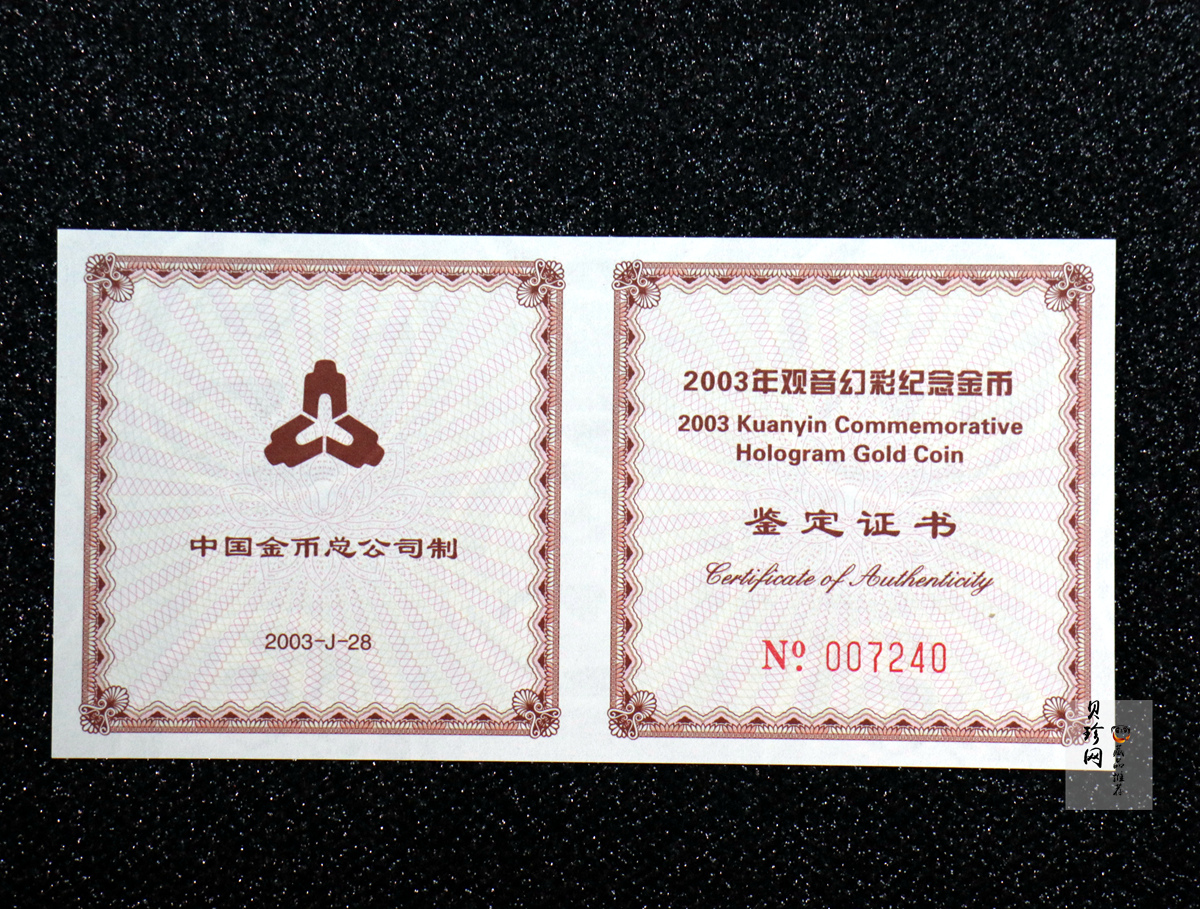 中国金币总公司制
2003-J-28
2003年观音幻彩纪念金币
2003 Kuanyin Commemorative
Hologram Gold Coin
鉴定证书
Certificate of Authenticity
Nº 007240
贝珍网